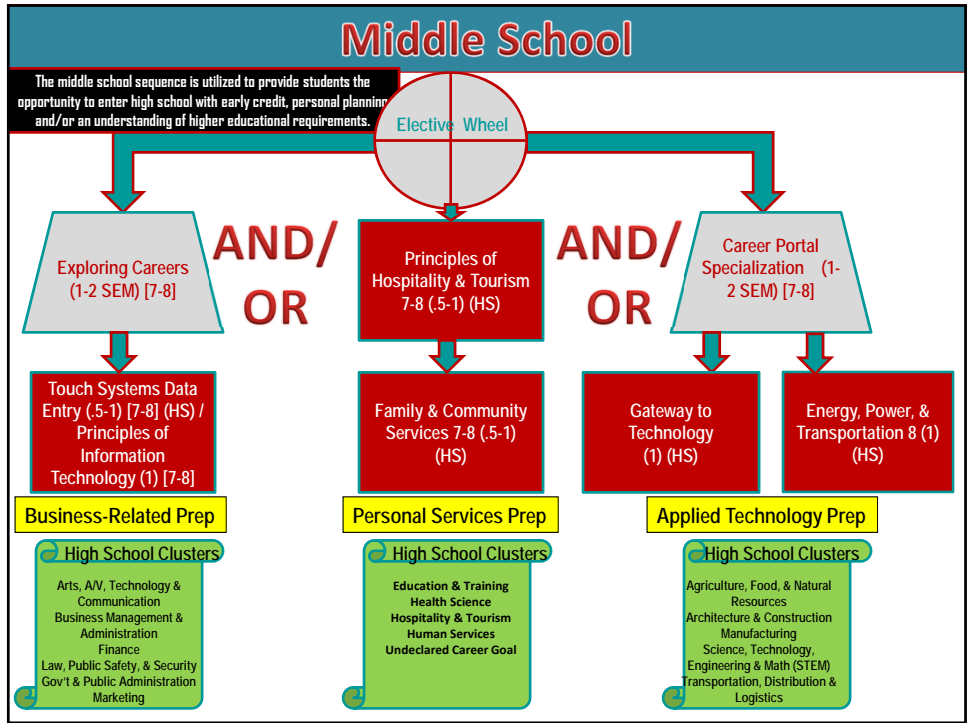 Middle School
The middle school sequence is utilized to provide students the
opportunity to enter high school with early credit, personal planning
and/or an understanding of higher educational requirements.
Elective Wheel
Exploring Careers
(1-2 SEM) [7-8]
AND/
OR
Principles of
Hospitality & Tourism
7-8 (.5-1) (HS)
AND/
OR
Career Portal
Specialization (1-
2 SEM) [7-8]
Touch Systems Data
Entry (.5-1) [7-8] (HS) /
Principles of
Information
Technology (1) [7-8]
Family & Community
Services 7-8 (.5-1)
(HS)
Gateway to
Technology
(1) (HS)
Energy, Power, &
Transportation 8 (1)
(HS)
Business-Related Prep
Personal Services Prep
Applied Technology Prep
High School Clusters
Arts, A/V, Technology &
Communication
Business Management &
Administration
Finance
Law, Public Safety, & Security
Gov't & Public Administration
Marketing
High School Clusters
Education & Training
Health Science
Hospitality & Tourism
Human Services
Undeclared Career Goal
High School Clusters
Agriculture, Food, & Natural
Resources
Architecture & Construction
Manufacturing
Science, Technology,
Engineering & Math (STEM)
Transportation, Distribution &
Logistics